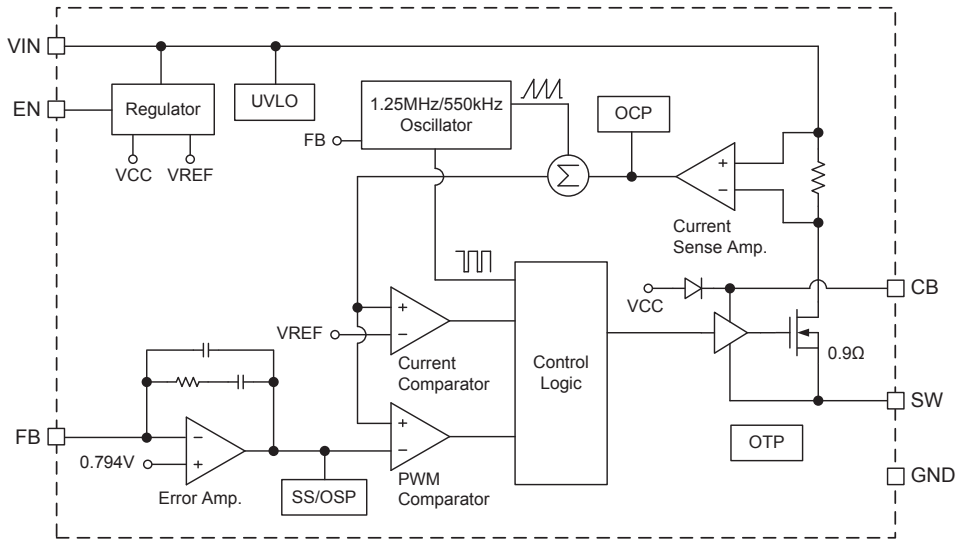 VIN
EN
Regulator
VCC
VREF
UVLO
1.25MHz/550kHz
Oscillator
FB
OCP
Σ
+
−
Current
Sense Amp.
VCC
CB
+
−
VREF
Current
Comparator
Control
Logic
0.9Ω
SW
FB
−
+
0.794V
Error Amp.
SS/OSP
+
−
PWM
Comparator
OTP
GND